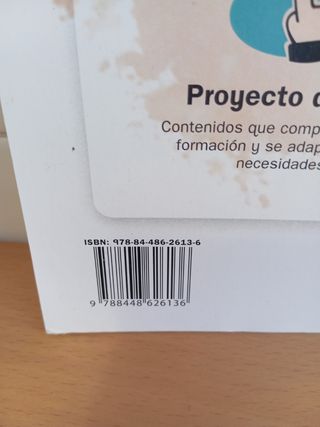 Proyecto
Contenidos que comp
formación y se adap
necesidades
ISBN: 978-84-486-2613-6
9 788448 626136